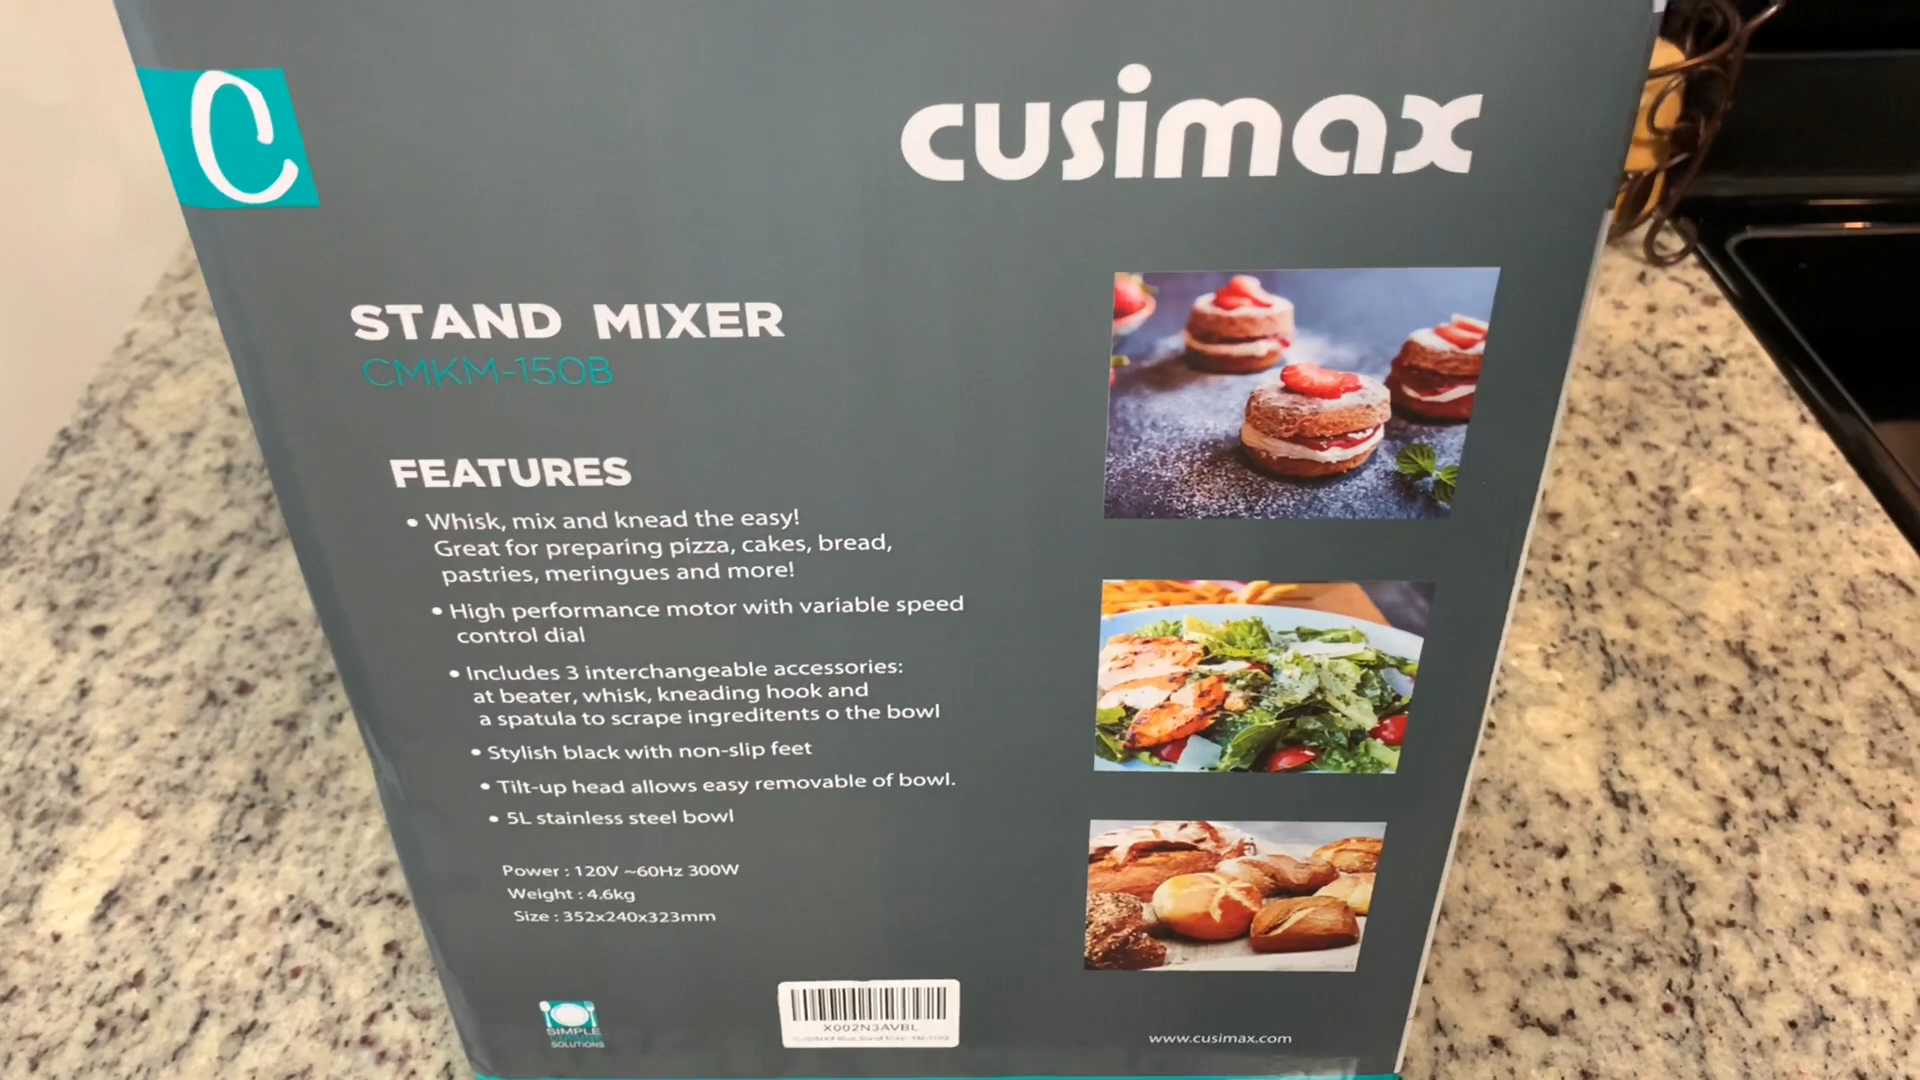 C
cusimax
STAND MIXER
CMKM-150B
FEATURES
• Whisk, mix and knead the easy!
Great for preparing pizza, cakes, bread,
pastries, meringues and more!
• High performance motor with variable speed
control dial
• Includes 3 interchangeable accessories:
at beater, whisk, kneading hook and
a spatula to scrape ingreditents o the bowl
• Stylish black with non-slip feet
• Tilt-up head allows easy removable of bowl.
• 5L stainless steel bowl
Power : 120V ~60Hz 300W
Weight : 4.6kg
Size : 352x240x323mm
SIMPLE
SOLUTIONS
X002N3AVBL
www.cusimax.com